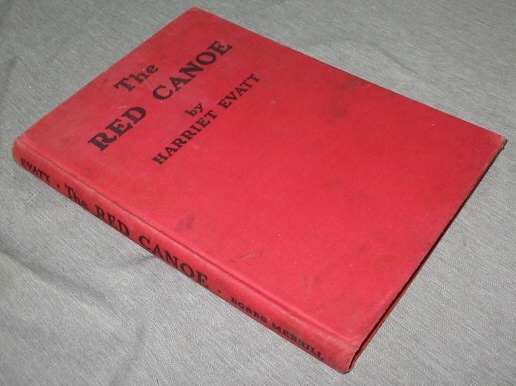 The
RED CANOE
by
HARRIET EVATT
EVATT · The RED CANOE · BOBBS MERRILL